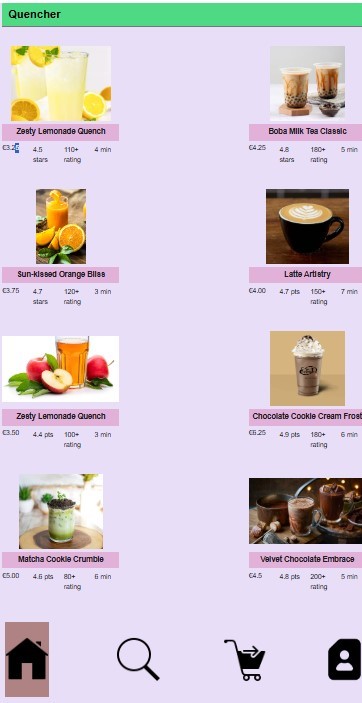 Quencher
Zesty Lemonade Quench
Boba Milk Tea Classic
4.5 stars
110+ rating
4 min
€4.25
4.8 stars
180+ rating
5 min
Sun-kissed Orange Bliss
Latte Artistry
€3.75
4.7 stars
120+ rating
3 min
€4.00
4.7 pts
150+ rating
7 min
Zesty Lemonade Quench
Chocolate Cookie Cream Frost
€3.50
4.4 pts
100+ rating
3 min
€6.25
4.9 pts
180+ rating
6 min
Matcha Cookie Crumble
Velvet Chocolate Embrace
€5.00
4.6 pts
80+ rating
6 min
€4.5
4.8 pts
200+ rating
5 min